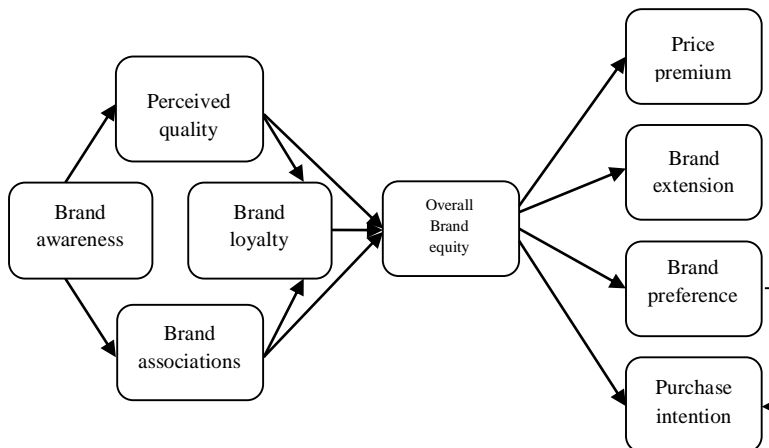 Perceived
quality
Brand
awareness
Brand
loyalty
Brand
associations
Overall
Brand
equity
Price
premium
Brand
extension
Brand
preference
Purchase
intention